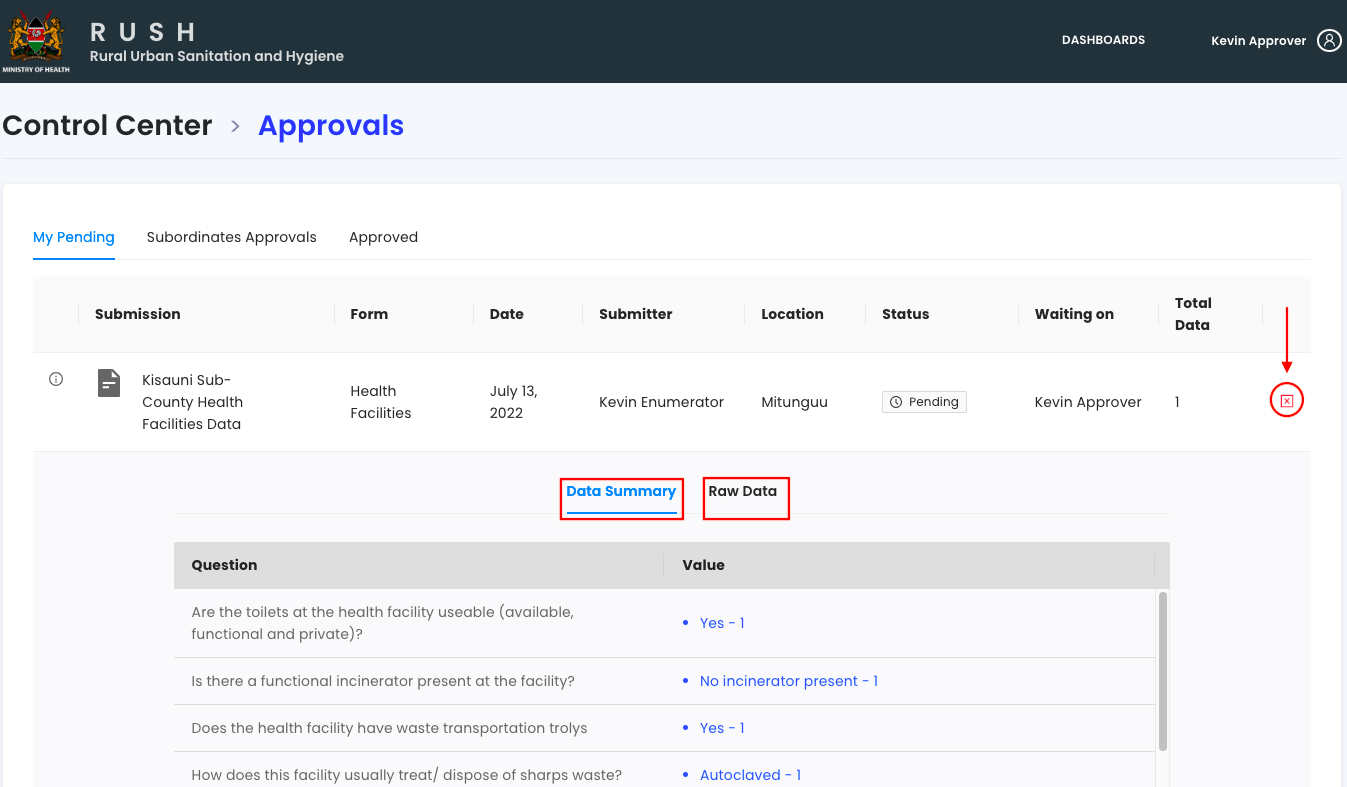 RUSH
Rural Urban Sanitation and Hygiene
MINISTRY OF HEALTH
DASHBOARDS
Kevin Approver
Control Center > Approvals
My Pending
Subordinates Approvals
Approved
Submission
Form
Date
Submitter
Location
Status
Waiting on
Total
Data
Kisauni Sub-
County Health
Facilities Data
Health
Facilities
July 13,
2022
Kevin Enumerator
Mitunguu
Pending
Kevin Approver
1
Data Summary
Raw Data
Question
Value
Are the toilets at the health facility useable (available,
functional and private)?
• Yes - 1
Is there a functional incinerator present at the facility?
• No incinerator present - 1
Does the health facility have waste transportation trolys
• Yes - 1
How does this facility usually treat/ dispose of sharps waste?
• Autoclaved - 1